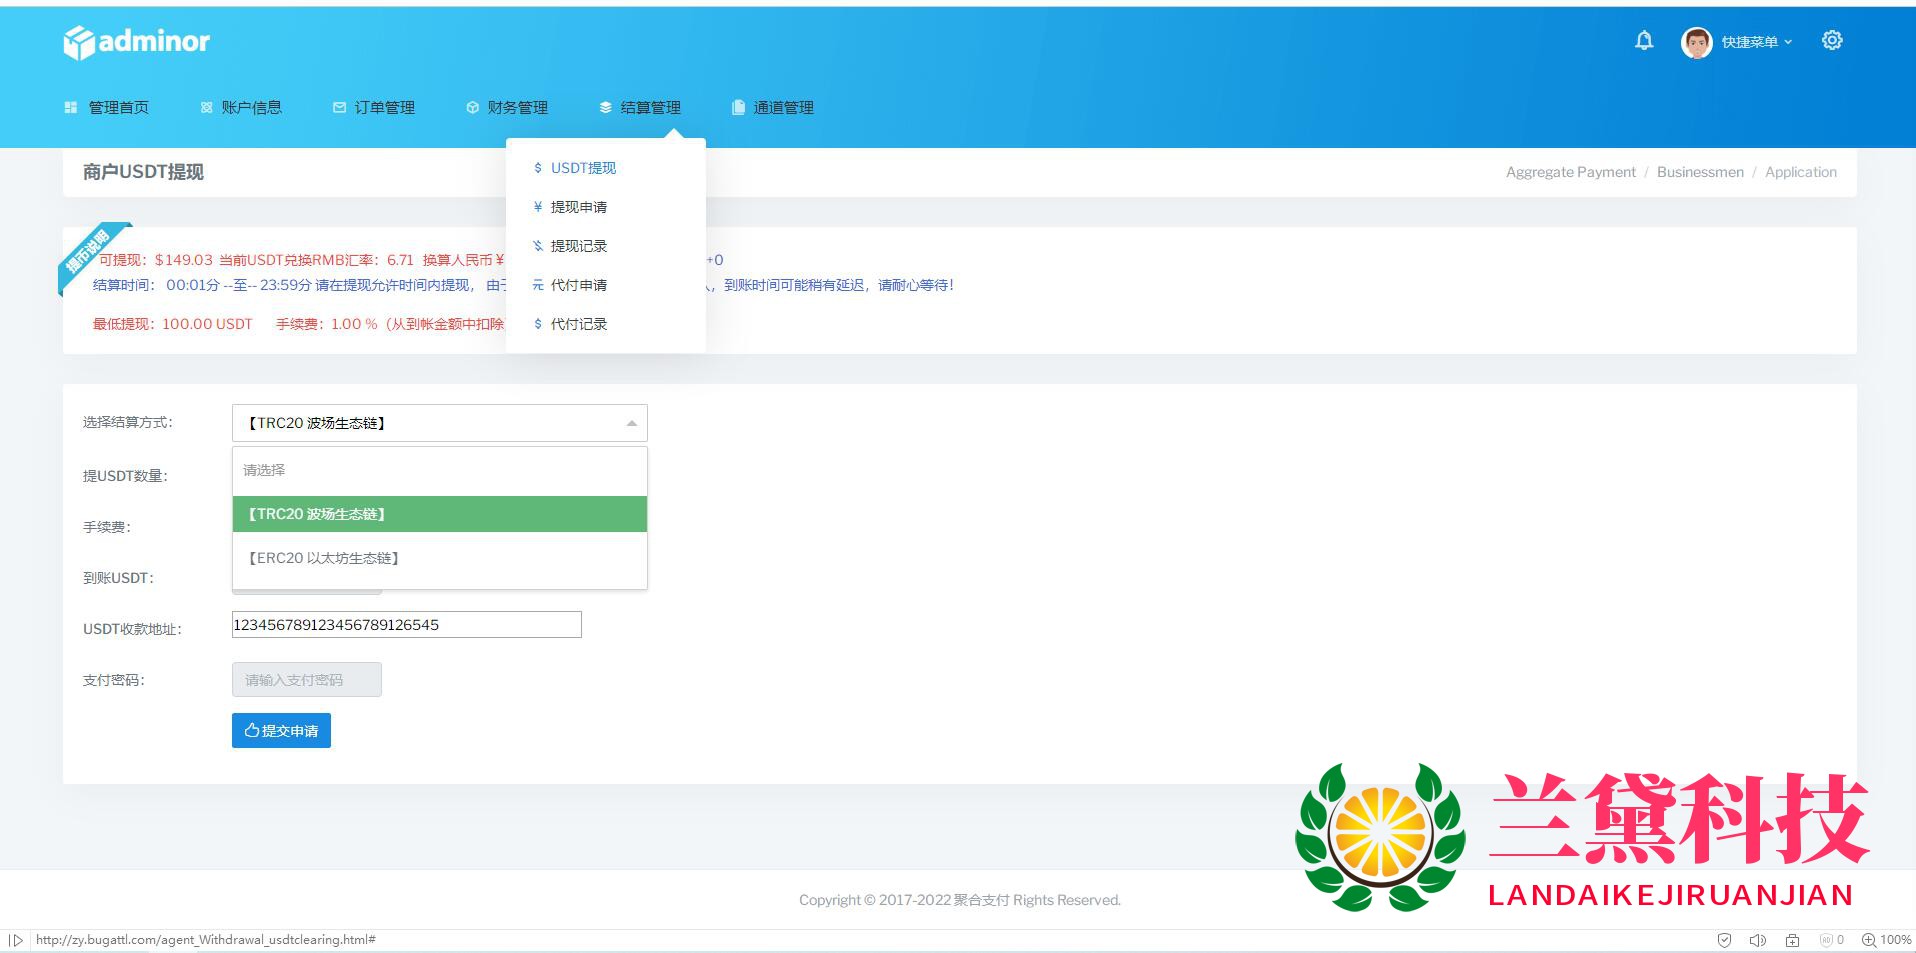 adminor
快捷菜单
管理首页
账户信息
订单管理
财务管理
结算管理
通道管理
商户USDT提现
Aggregate Payment / Businessmen / Application
USDT提现
提现申请
提现记录
代付申请
代付记录
提币说明
可提现：$149.03 当前USDT兑换RMB汇率：6.71 换算人民币￥
+0
结算时间： 00:01分 --至-- 23:59分 请在提现允许时间内提现， 由于
，到账时间可能稍有延迟，请耐心等待！
最低提现：100.00 USDT 手续费：1.00 %（从到帐金额中扣除
选择结算方式：
【TRC20 波场生态链】
请选择
【TRC20 波场生态链】
【ERC20 以太坊生态链】
提USDT数量：
手续费：
到账USDT：
USDT收款地址：
123456789123456789126545
支付密码：
请输入支付密码
提交申请
兰黛科技
LANDAIKEJIRUANJIAN
Copyright © 2017-2022 聚合支付 Rights Reserved.
http://zy.bugattl.com/agent_Withdrawal_usdtclearing.html#
0
100%